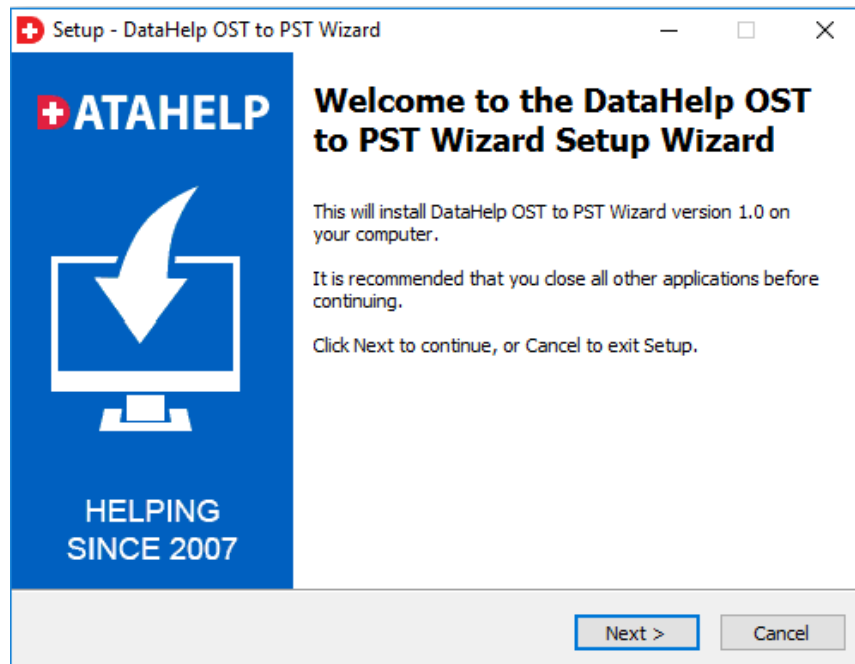 Setup - DataHelp OST to PST Wizard
DATAHELP
HELPING
SINCE 2007
Welcome to the DataHelp OST
to PST Wizard Setup Wizard
This will install DataHelp OST to PST Wizard version 1.0 on
your computer.
It is recommended that you close all other applications before
continuing.
Click Next to continue, or Cancel to exit Setup.
Next >
Cancel